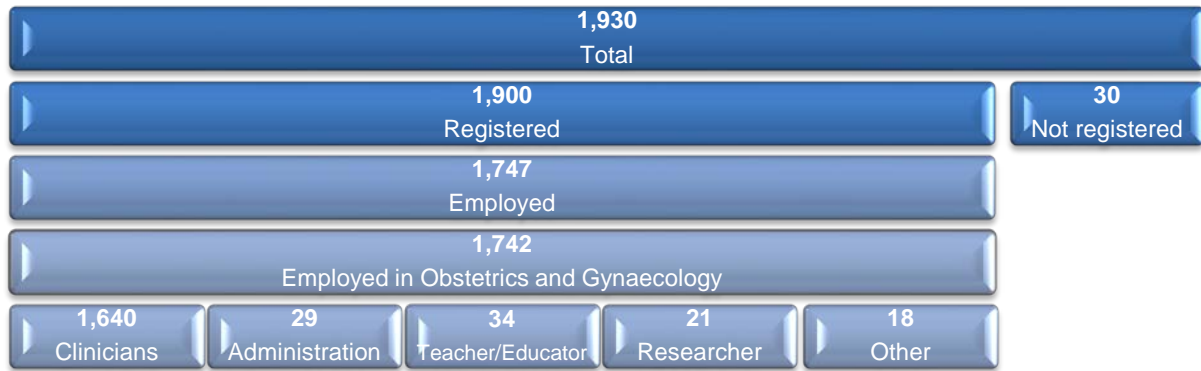 1,930
Total
1,900
Registered
30
Not registered
1,747
Employed
1,742
Employed in Obstetrics and Gynaecology
1,640
Clinicians
29
Administration
34
Teacher/Educator
21
Researcher
18
Other